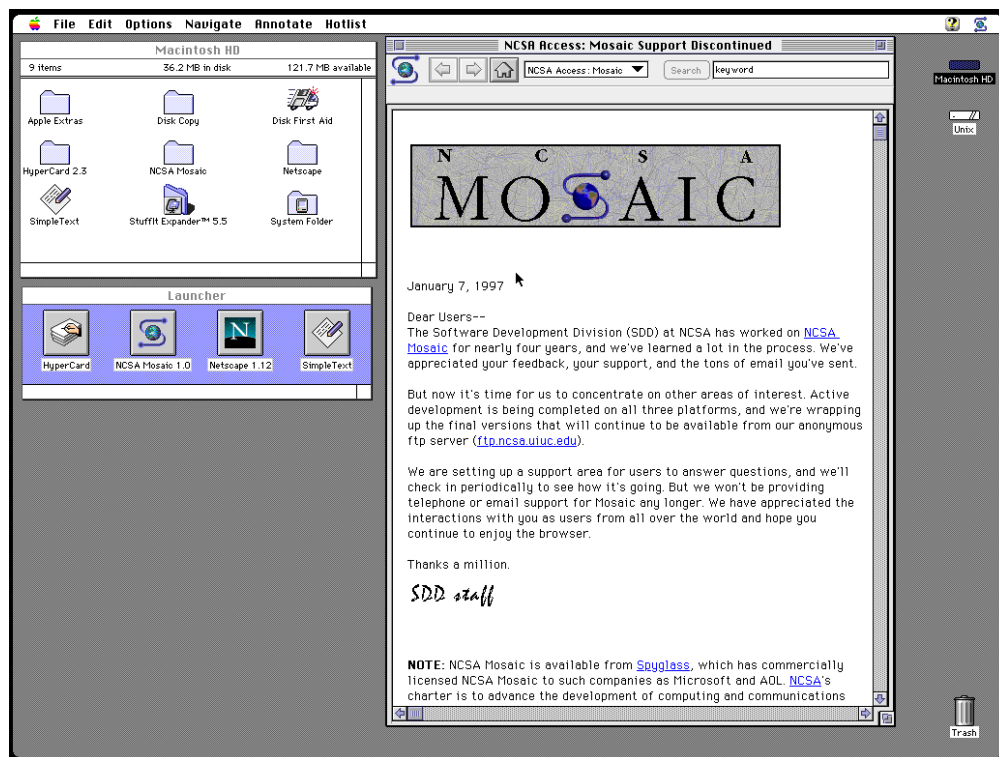 File Edit Options Navigate Annotate Hotlist
Macintosh HD
9 items 36.2 MB in disk 121.7 MB available
Apple Extras Disk Copy Disk First Aid
HyperCard 2.3 NCSA Mosaic Netscape
SimpleText StuffIt Expander™ 5.5 System Folder
Launcher
N
HyperCard NCSA Mosaic 1.0 Netscape 1.12 SimpleText
NCSA Access: Mosaic Support Discontinued
NCSA Access: Mosaic Search keyword
N C S A
MOSAIC
January 7, 1997
Dear Users--
The Software Development Division (SDD) at NCSA has worked on NCSA
Mosaic for nearly four years, and we've learned a lot in the process. We've
appreciated your feedback, your support, and the tons of email you've sent.
But now it's time for us to concentrate on other areas of interest. Active
development is being completed on all three platforms, and we're wrapping
up the final versions that will continue to be available from our anonymous
ftp server (ftp.ncsa.uiuc.edu).
We are setting up a support area for users to answer questions, and we'll
check in periodically to see how it's going. But we won't be providing
telephone or email support for Mosaic any longer. We have appreciated the
interactions with you as users from all over the world and hope you
continue to enjoy the browser.
Thanks a million.
SDD staff
NOTE: NCSA Mosaic is available from Spyglass, which has commercially
licensed NCSA Mosaic to such companies as Microsoft and AOL. NCSA's
charter is to advance the development of computing and communications
Macintosh HD
Unix
Trash